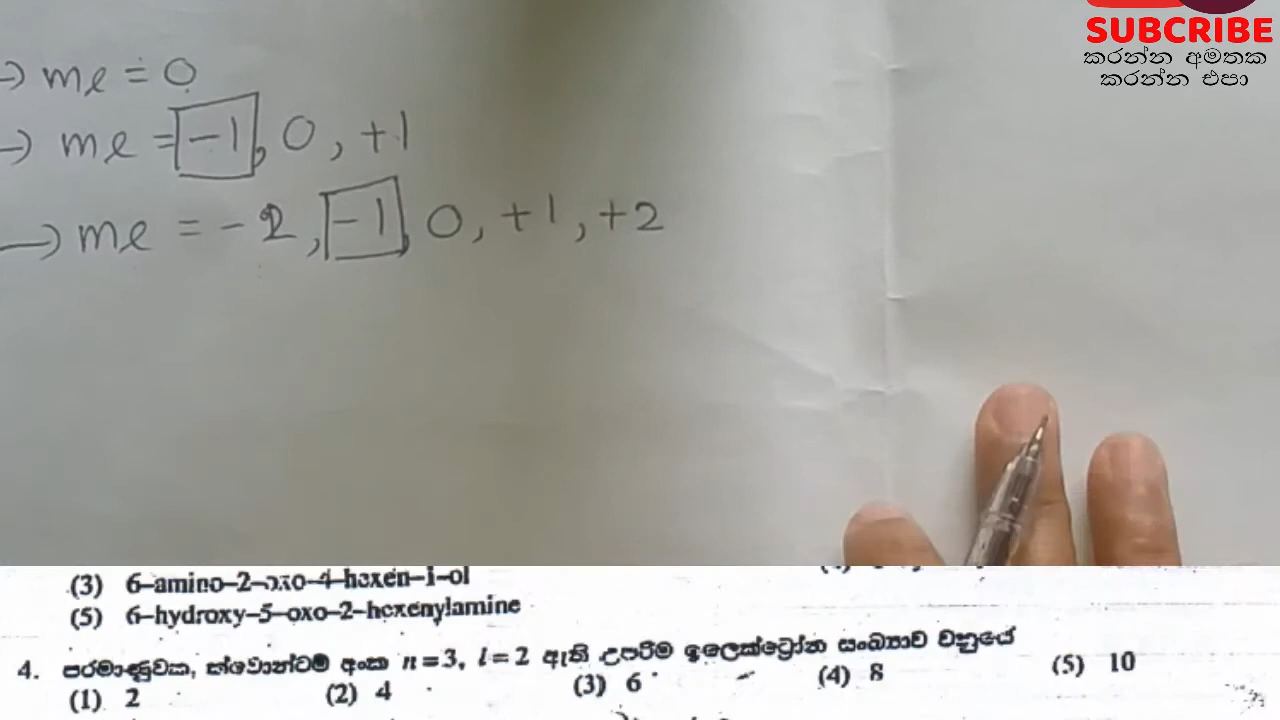 SUBCRIBE
කරන්න අමතක
කරන්න එපා
→ ml = 0
→ ml = -1, 0, +1
→ ml = -2, -1, 0, +1, +2
(3) 6-amino-2-oxo-4-hexen-1-ol
(5) 6-hydroxy-5-oxo-2-hexenylamine
4. පරමාණුවක, ක්වොන්ටම් අංක n=3, l=2 ඇති උපරිම ඉලෙක්ට්‍රෝන සංඛ්‍යාව වනුයේ
(1) 2 (2) 4 (3) 6 (4) 8 (5) 10